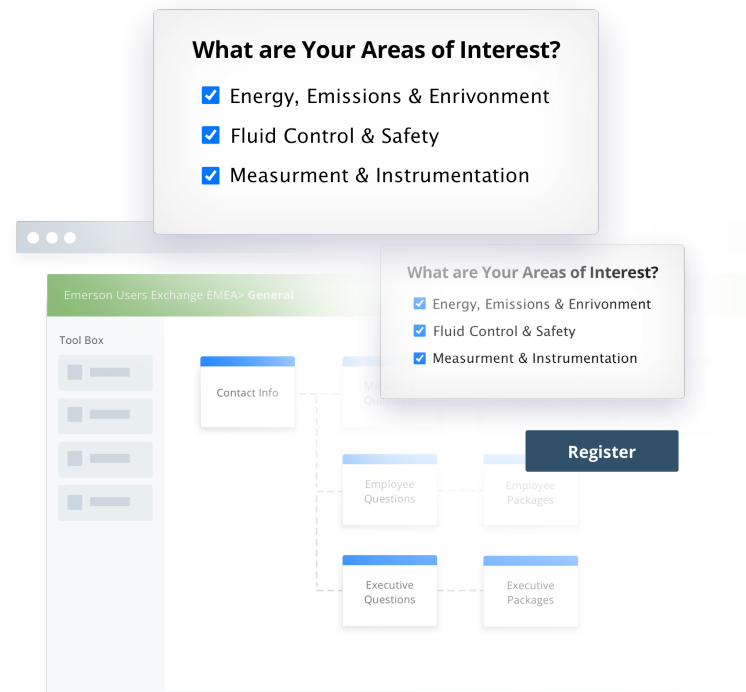 What are Your Areas of Interest?
Energy, Emissions & Enrivonment
Fluid Control & Safety
Measurment & Instrumentation
What are Your Areas of Interest?
Energy, Emissions & Enrivonment
Fluid Control & Safety
Measurment & Instrumentation
Emerson Users Exchange EMEA> General
Tool Box
Contact Info
Register
Employee
Questions
Employee
Packages
Executive
Questions
Executive
Packages